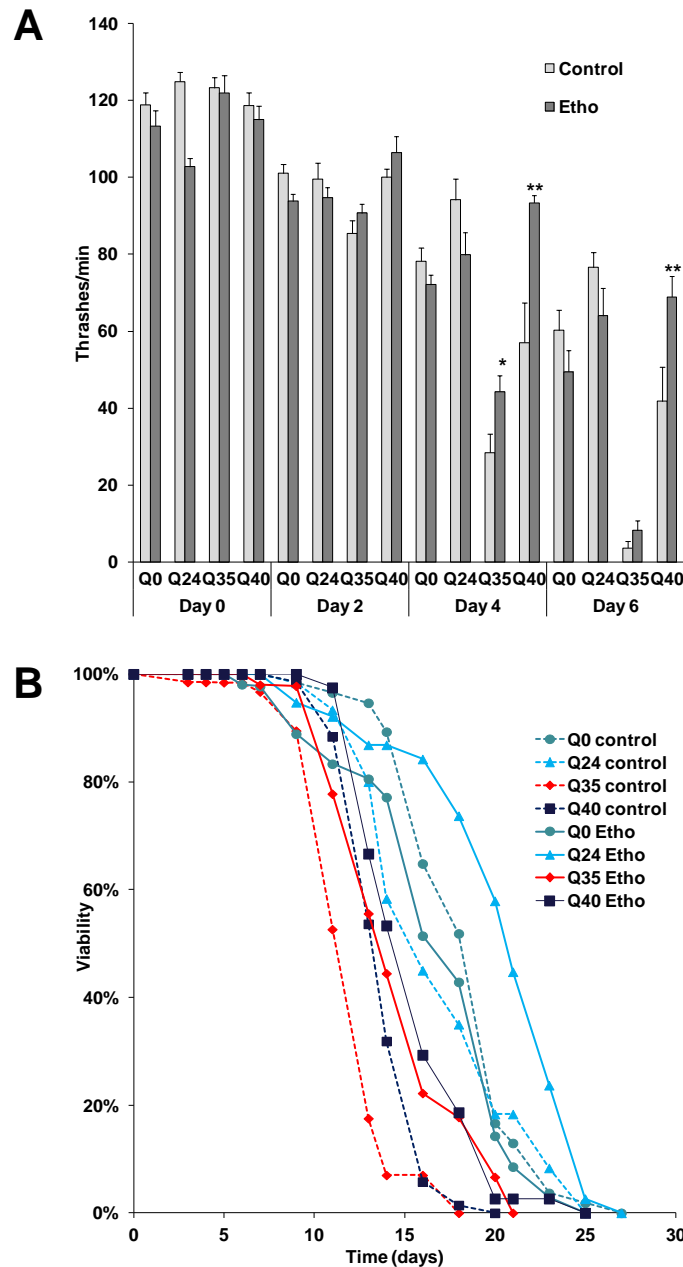 A
140
120
100
80
60
40
20
0
Thrashes/min
Control
Etho
**
*
**
Q0 Q24 Q35 Q40 Q0 Q24 Q35 Q40 Q0 Q24 Q35 Q40 Q0 Q24 Q35 Q40
Day 0 Day 2 Day 4 Day 6
B
100%
80%
60%
40%
20%
0%
Viability
Q0 control
Q24 control
Q35 control
Q40 control
Q0 Etho
Q24 Etho
Q35 Etho
Q40 Etho
0 5 10 15 20 25 30
Time (days)